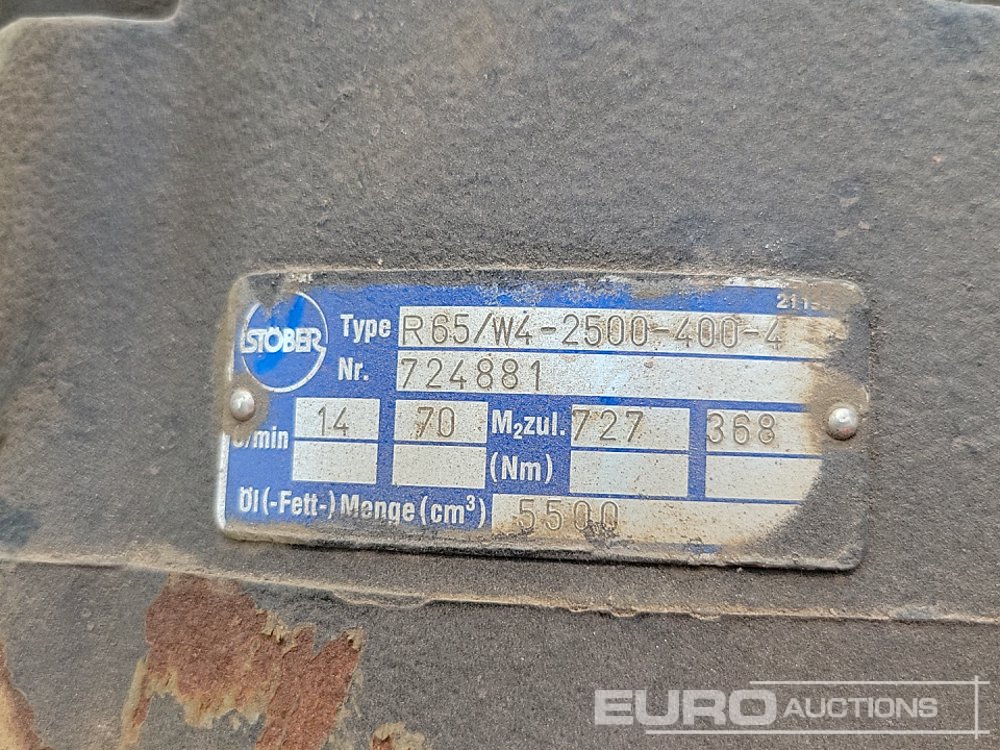 STÖBER
Type R65/W4-2500-400-4
Nr. 724881
14 70 M₂zul. 727 368
/min (Nm)
Öl(-Fett-)Menge(cm³) 5500
EURO AUCTIONS